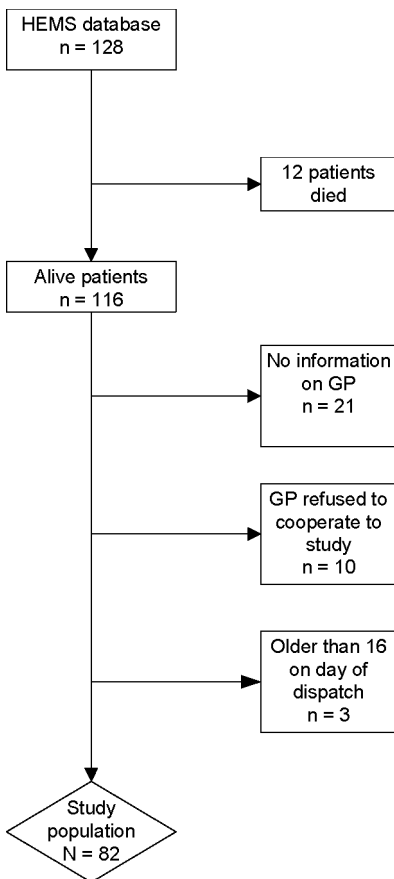 HEMS database
n = 128
12 patients
died
Alive patients
n = 116
No information
on GP
n = 21
GP refused to
cooperate to
study
n = 10
Older than 16
on day of
dispatch
n = 3
Study
population
N = 82